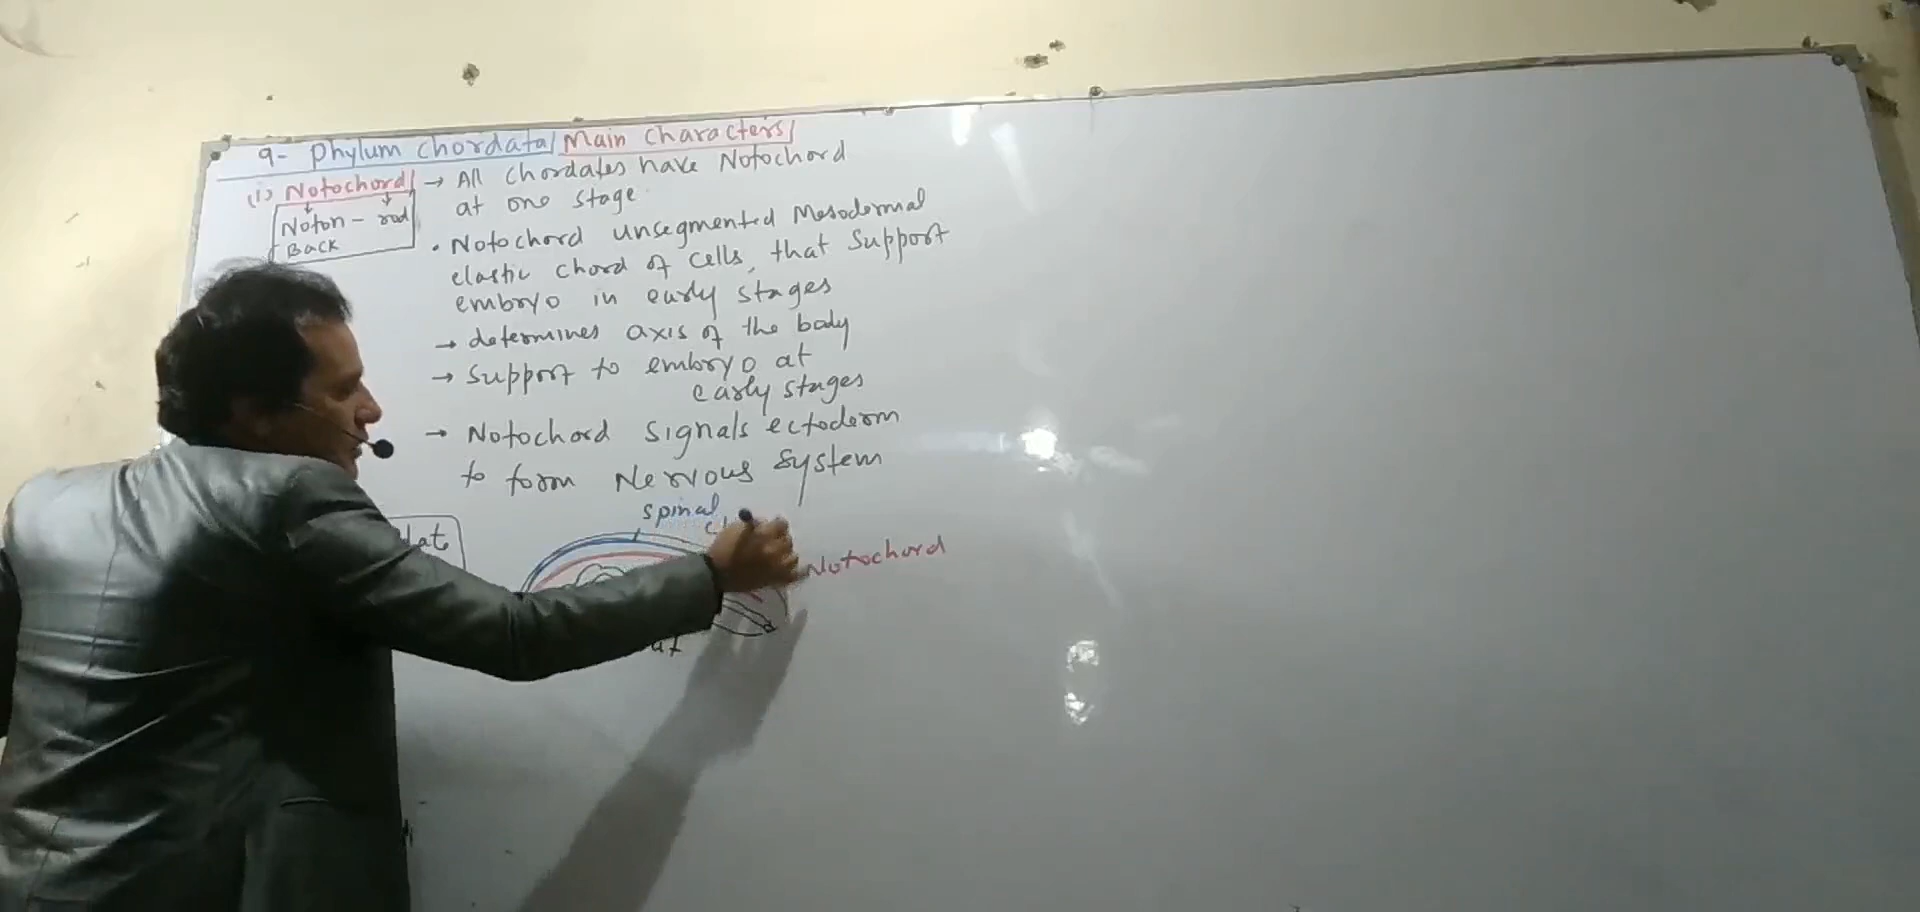 9- Phylum Chordata/Main Characters/
(i) Notochord/ → All Chordates have Notochord
at one stage
Noton - rod
Back
• Notochord unsegmented Mesodermal
elastic chord of cells, that Support
embryo in early stages
→ determines axis of the body
→ Support to embryo at
early stages
→ Notochord signals ectoderm
to form Nervous system
spinal
Notochord